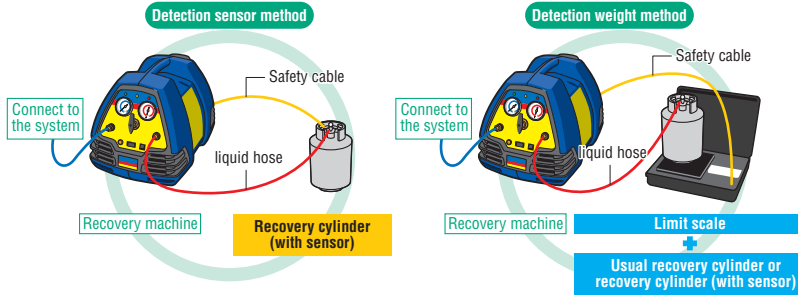 Detection sensor method
Safety cable
Connect to
the system
liquid hose
Recovery machine
Recovery cylinder
(with sensor)
Detection weight method
Safety cable
Connect to
the system
liquid hose
Recovery machine
Limit scale
+
Usual recovery cylinder or
recovery cylinder (with sensor)